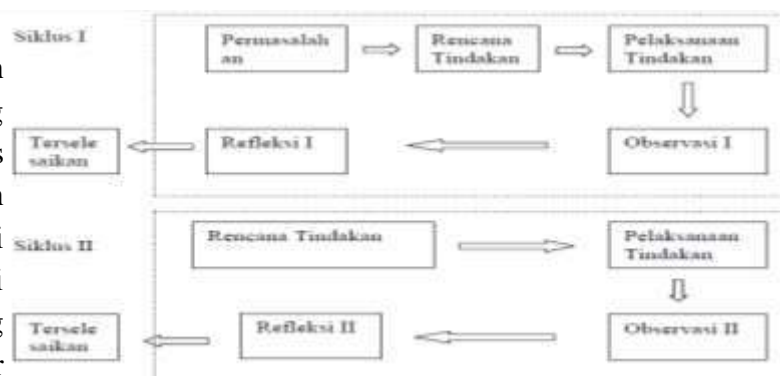 Siklus I
Permasalah
an
Rencana
Tindakan
Pelaksanaan
Tindakan
Tersele
saikan
Refleksi I
Observasi I
Siklus II
Rencana Tindakan
Pelaksanaan
Tindakan
Tersele
saikan
Refleksi II
Observasi II